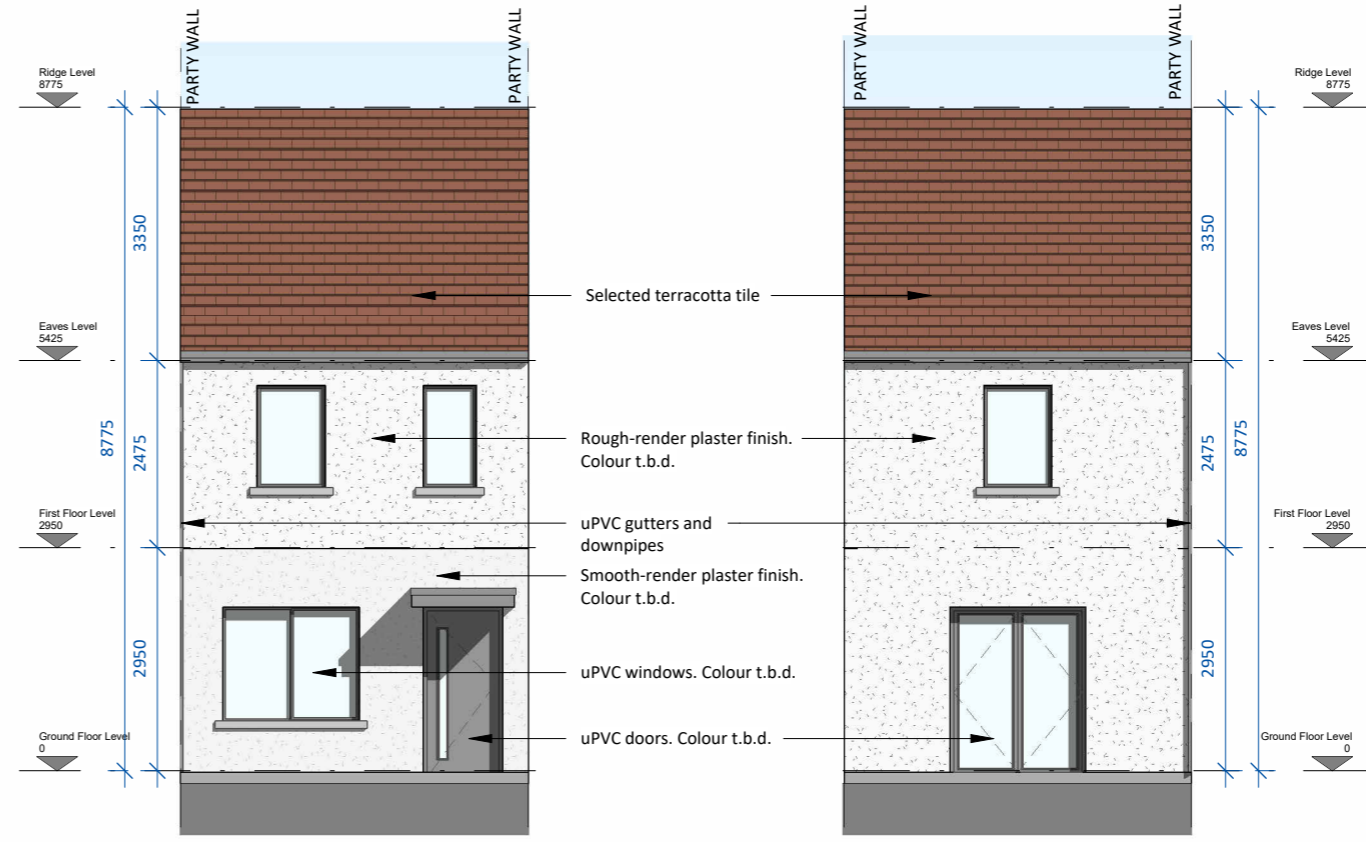 PARTY WALL
PARTY WALL
PARTY WALL
PARTY WALL
Ridge Level
8775
Ridge Level
8775
3350
3350
Selected terracotta tile
Eaves Level
5425
Eaves Level
5425
8775
2475
Rough-render plaster finish.
Colour t.b.d.
2475
8775
First Floor Level
2950
uPVC gutters and
downpipes
First Floor Level
2950
Smooth-render plaster finish.
Colour t.b.d.
2950
uPVC windows. Colour t.b.d.
2950
uPVC doors. Colour t.b.d.
Ground Floor Level
0
Ground Floor Level
0